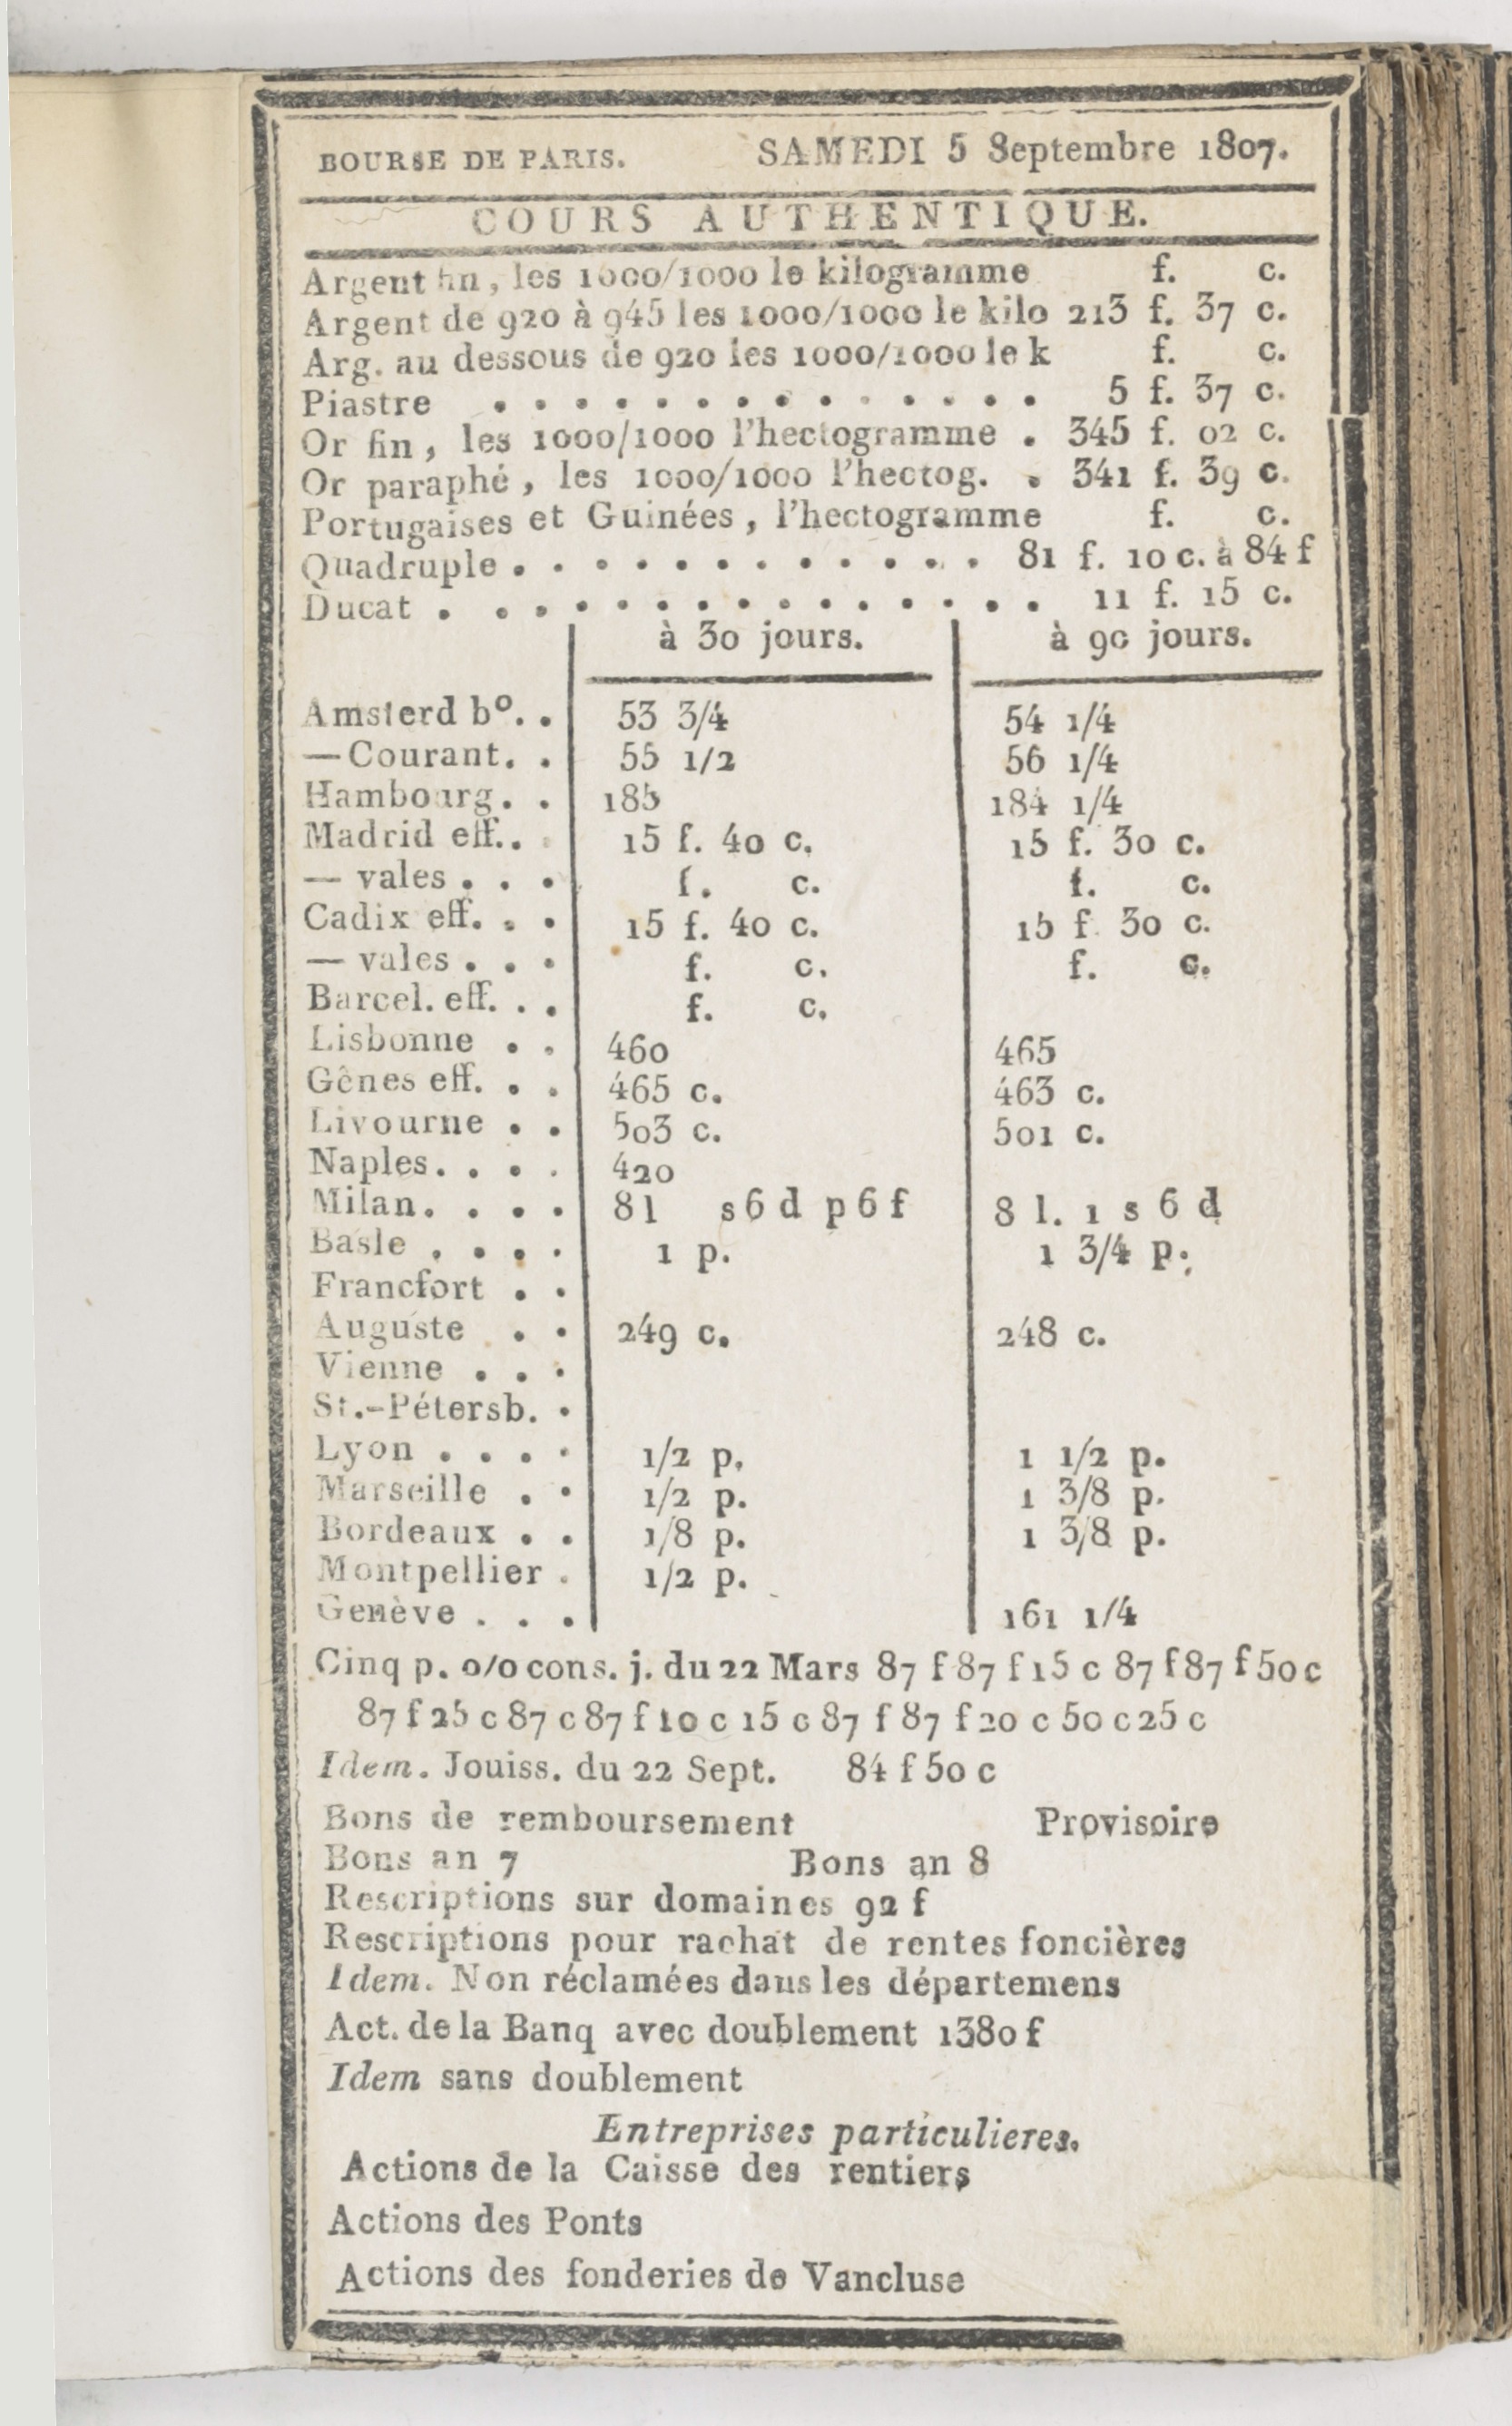 BOURSE DE PARIS. SAMEDI 5 Septembre 1807.
COURS AUTHENTIQUE.
Argent fin, les 1000/1000 le kilogramme f. c.
Argent de 920 à 945 les 1000/1000 le kilo 213 f. 37 c.
Arg. au dessous de 920 les 1000/1000 le k f. c.
Piastre . . . . . . . . . . . . . . 5 f. 37 c.
Or fin, les 1000/1000 l'hectogramme . 345 f. 02 c.
Or paraphé, les 1000/1000 l'hectog. . 341 f. 39 c.
Portugaises et Guinées, l'hectogramme f. c.
Quadruple . . . . . . . . . . . . 81 f. 10 c. à 84 f
Ducat . . . . . . . . . . . . . . . 11 f. 15 c.
à 30 jours. à 90 jours.
Amsterd bº. . 53 3/4 54 1/4
— Courant. . 55 1/2 56 1/4
Hambourg. . 185 184 1/4
Madrid eff. . . 15 f. 40 c. 15 f. 30 c.
— vales . . . f. c. f. c.
Cadix eff. . . 15 f. 40 c. 15 f. 30 c.
— vales . . . f. c. f. c.
Barcel. eff. . . f. c.
Lisbonne . . 460 465
Gênes eff. . . 465 c. 463 c.
Livourne . . 503 c. 501 c.
Naples. . . . 420
Milan. . . . 8 l s 6 d p 6 f 8 l. 1 s 6 d
Basle . . . . 1 p. 1 3/4 p.
Francfort . .
Auguste . . 249 c. 248 c.
Vienne . . .
St.-Pétersb. .
Lyon . . . . 1/2 p. 1 1/2 p.
Marseille . . 1/2 p. 1 3/8 p.
Bordeaux . . 1/8 p. 1 3/8 p.
Montpellier . 1/2 p.
Genève . . . 161 1/4
Cinq p. 0/0 cons. j. du 22 Mars 87 f 87 f 15 c 87 f 87 f 50 c
87 f 25 c 87 c 87 f 10 c 15 c 87 f 87 f 20 c 50 c 25 c
Idem. Jouiss. du 22 Sept. 84 f 50 c
Bons de remboursement Provisoire
Bons an 7 Bons an 8
Rescriptions sur domaines 92 f
Rescriptions pour rachat de rentes foncières
Idem. Non réclamées dans les départemens
Act. de la Banq avec doublement 1380 f
Idem sans doublement
Entreprises particulieres.
Actions de la Caisse des rentiers
Actions des Ponts
Actions des fonderies de Vancluse